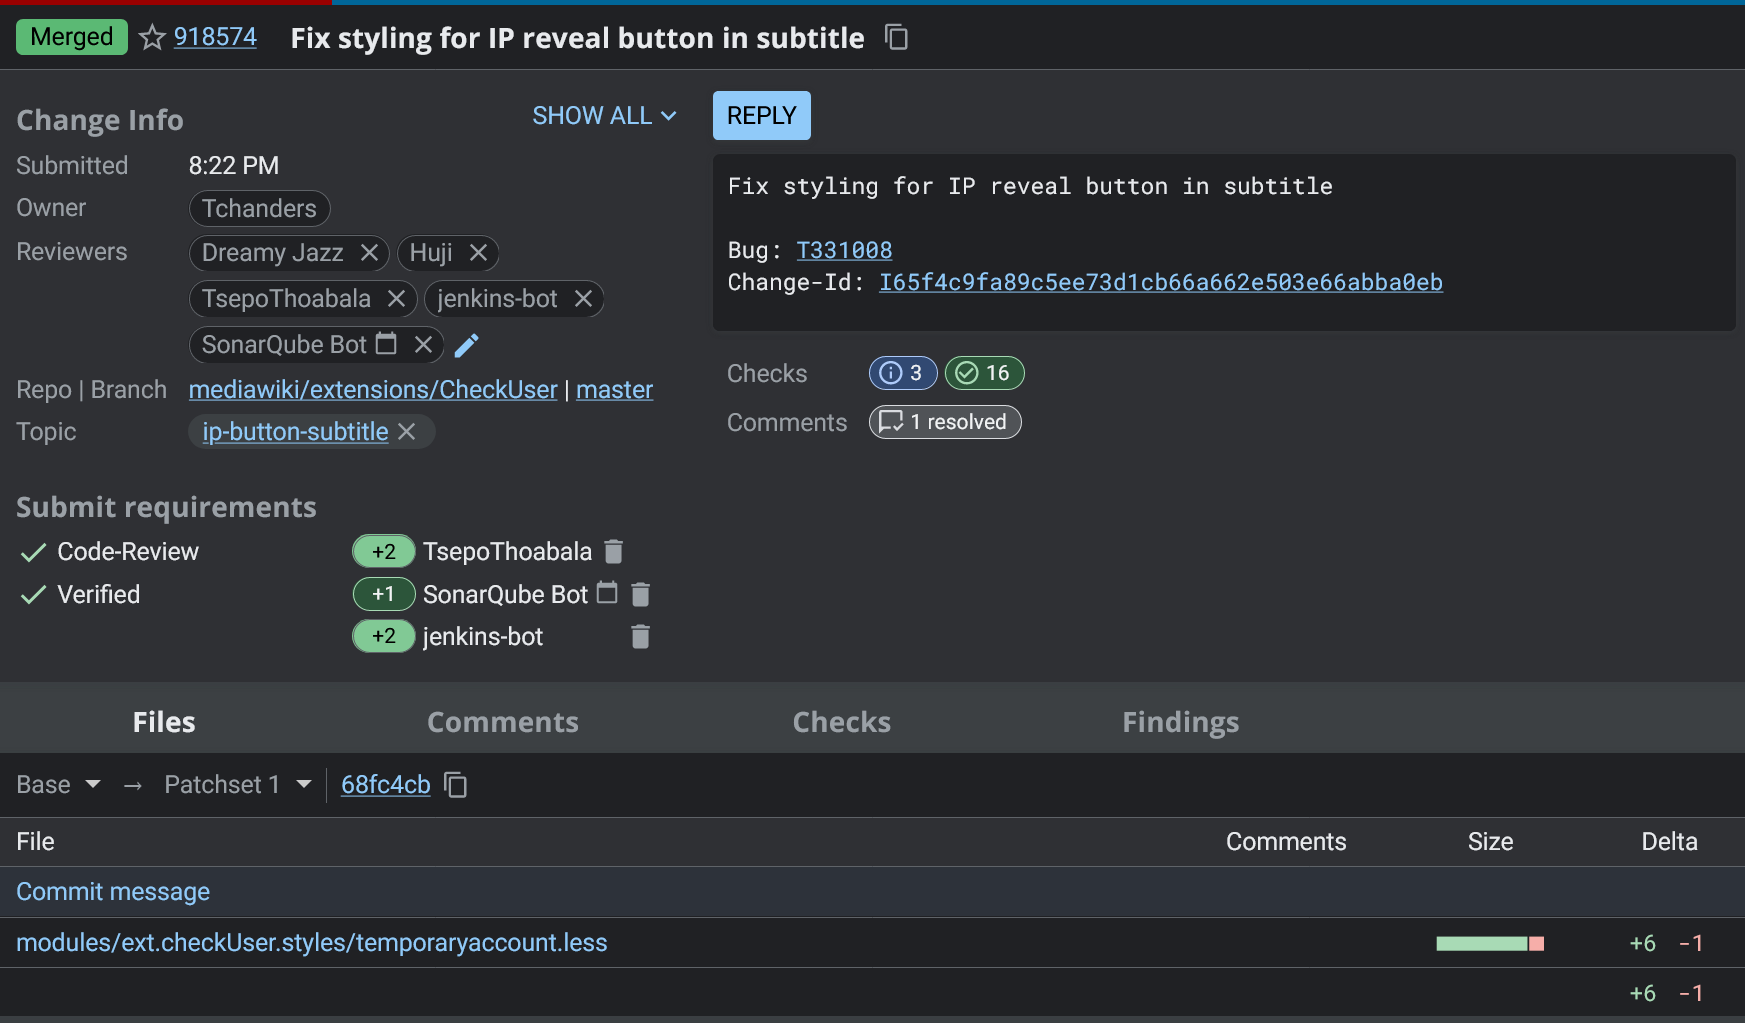 Merged 918574 Fix styling for IP reveal button in subtitle
Change Info SHOW ALL
Submitted 8:22 PM
Owner Tchanders
Reviewers Dreamy Jazz Huji
TsepoThoabala jenkins-bot
SonarQube Bot
Repo | Branch mediawiki/extensions/CheckUser | master
Topic ip-button-subtitle
Submit requirements
Code-Review +2 TsepoThoabala
Verified +1 SonarQube Bot
+2 jenkins-bot
REPLY
Fix styling for IP reveal button in subtitle
Bug: T331008
Change-Id: I65f4c9fa89c5ee73d1cb66a662e503e66abba0eb
Checks 3 16
Comments 1 resolved
Files Comments Checks Findings
Base → Patchset 1 68fc4cb
File Comments Size Delta
Commit message
modules/ext.checkUser.styles/temporaryaccount.less +6 -1
+6 -1